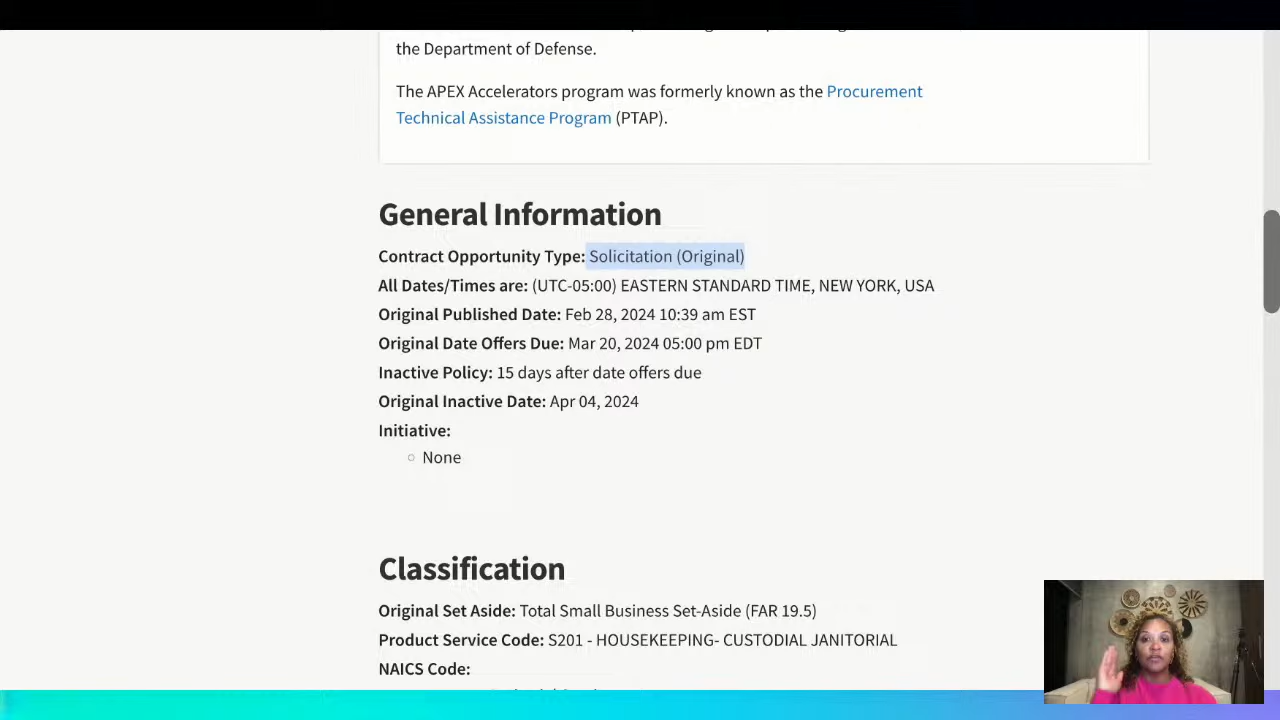 the Department of Defense.
The APEX Accelerators program was formerly known as the Procurement
Technical Assistance Program (PTAP).
General Information
Contract Opportunity Type: Solicitation (Original)
All Dates/Times are: (UTC-05:00) EASTERN STANDARD TIME, NEW YORK, USA
Original Published Date: Feb 28, 2024 10:39 am EST
Original Date Offers Due: Mar 20, 2024 05:00 pm EDT
Inactive Policy: 15 days after date offers due
Original Inactive Date: Apr 04, 2024
Initiative:
None
Classification
Original Set Aside: Total Small Business Set-Aside (FAR 19.5)
Product Service Code: S201 - HOUSEKEEPING- CUSTODIAL JANITORIAL
NAICS Code: